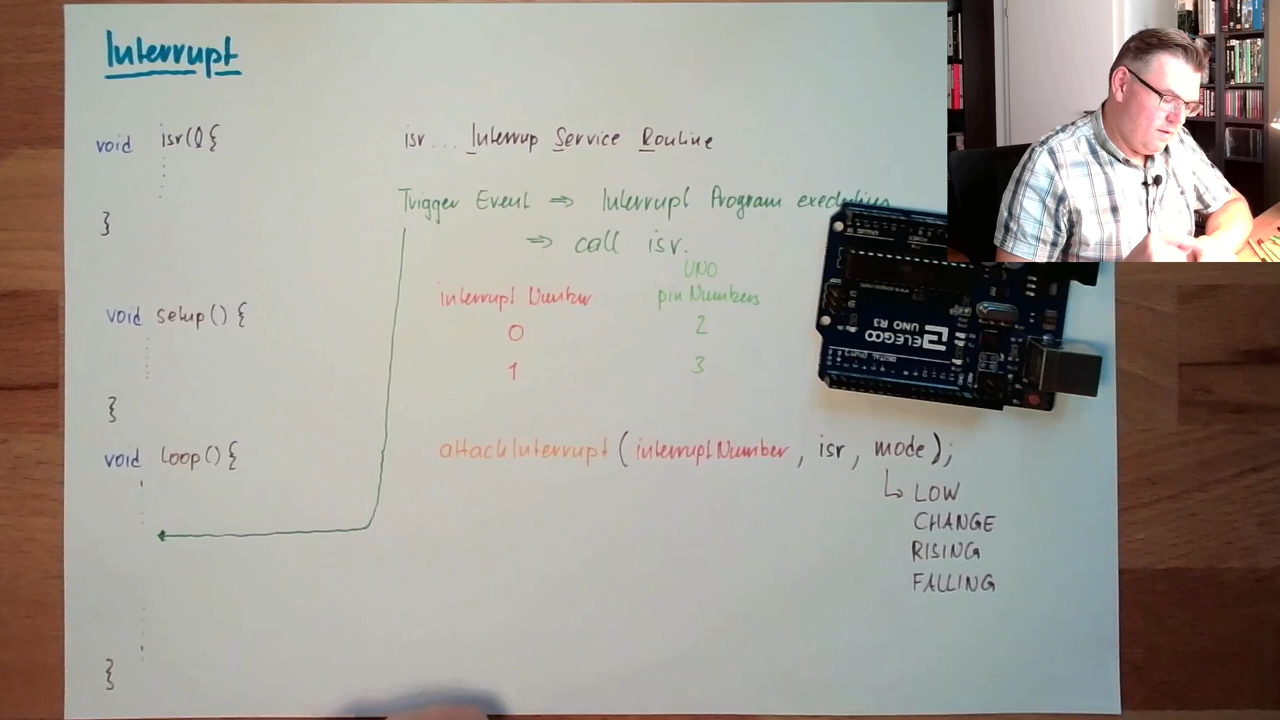 Interrupt
void isr(){
isr... Interrup Service Routine
Trigger Event ⇒ Interrupt Program execution
}
⇒ call isr.
UNO
interrupt Number pin Numbers
void setup(){
0 2
1 3
ELEGOO
UNO R3
}
void loop(){
attachInterrupt(interruptNumber, isr, mode);
↳ LOW
CHANGE
RISING
FALLING
}